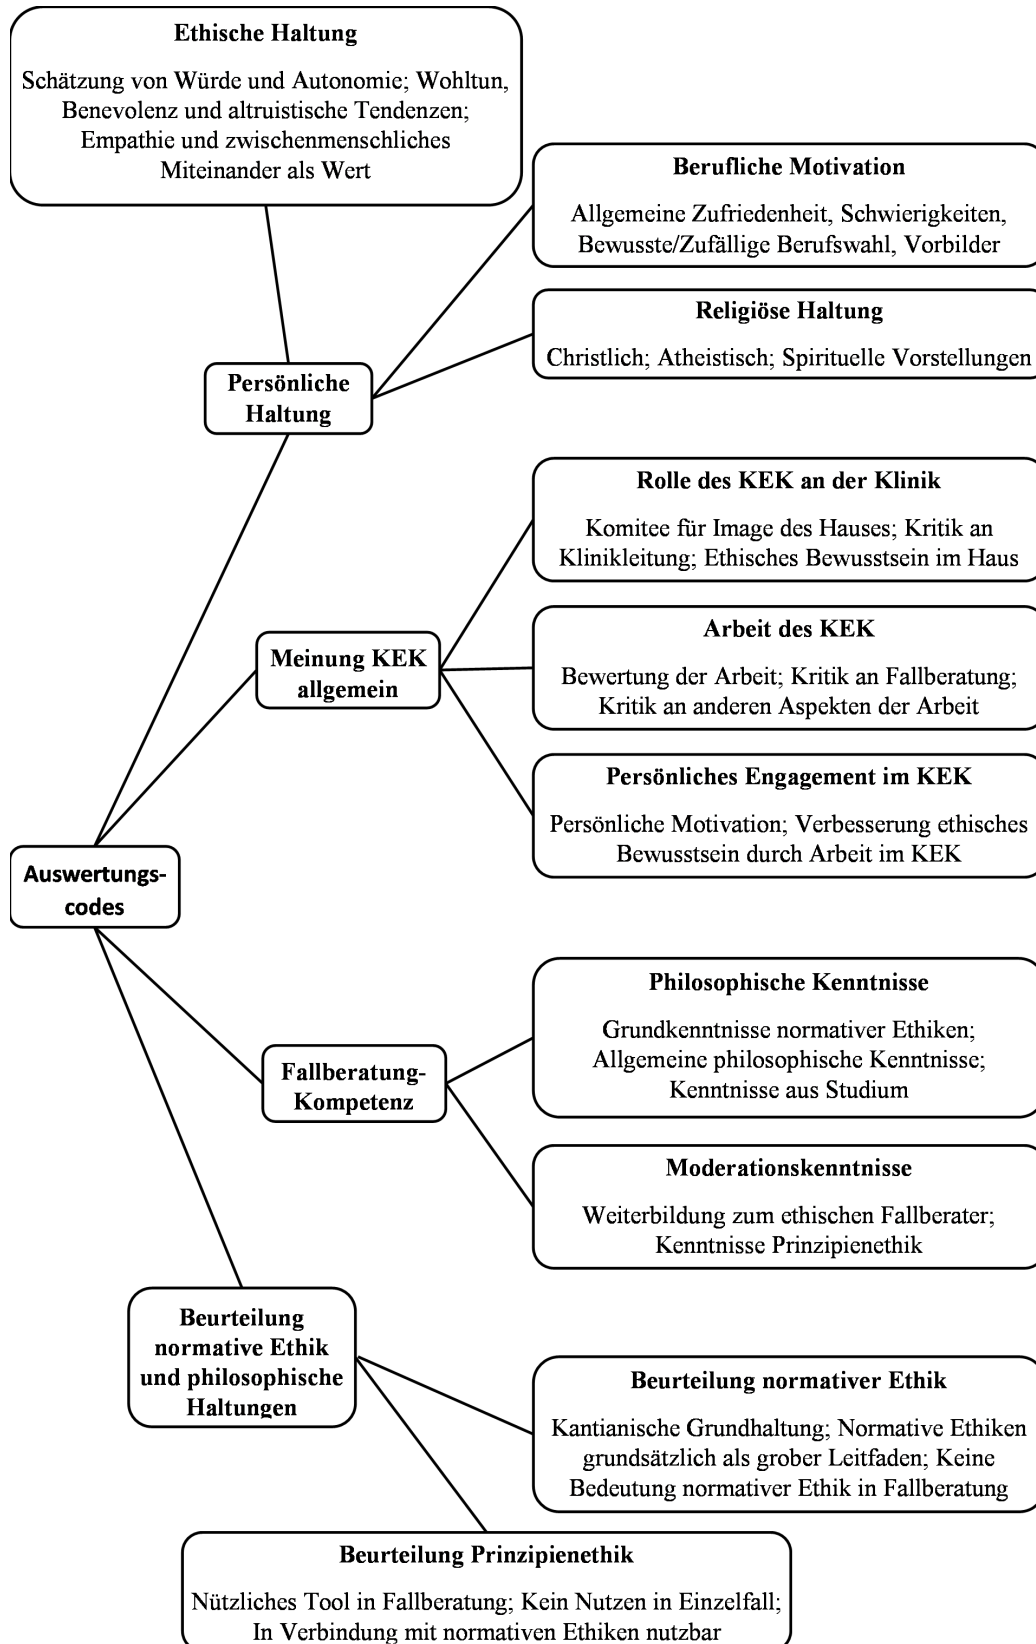 Ethische Haltung
Schätzung von Würde und Autonomie; Wohltun,
Benevolenz und altruistische Tendenzen;
Empathie und zwischenmenschliches
Miteinander als Wert
Berufliche Motivation
Allgemeine Zufriedenheit, Schwierigkeiten,
Bewusste/Zufällige Berufswahl, Vorbilder
Religiöse Haltung
Christlich; Atheistisch; Spirituelle Vorstellungen
Persönliche
Haltung
Rolle des KEK an der Klinik
Komitee für Image des Hauses; Kritik an
Klinikleitung; Ethisches Bewusstsein im Haus
Arbeit des KEK
Bewertung der Arbeit; Kritik an Fallberatung;
Kritik an anderen Aspekten der Arbeit
Meinung KEK
allgemein
Persönliches Engagement im KEK
Persönliche Motivation; Verbesserung ethisches
Bewusstsein durch Arbeit im KEK
Auswertungs-
codes
Philosophische Kenntnisse
Grundkenntnisse normativer Ethiken;
Allgemeine philosophische Kenntnisse;
Kenntnisse aus Studium
Fallberatung-
Kompetenz
Moderationskenntnisse
Weiterbildung zum ethischen Fallberater;
Kenntnisse Prinzipienethik
Beurteilung
normative Ethik
und philosophische
Haltungen
Beurteilung normativer Ethik
Kantianische Grundhaltung; Normative Ethiken
grundsätzlich als grober Leitfaden; Keine
Bedeutung normativer Ethik in Fallberatung
Beurteilung Prinzipienethik
Nützliches Tool in Fallberatung; Kein Nutzen in Einzelfall;
In Verbindung mit normativen Ethiken nutzbar